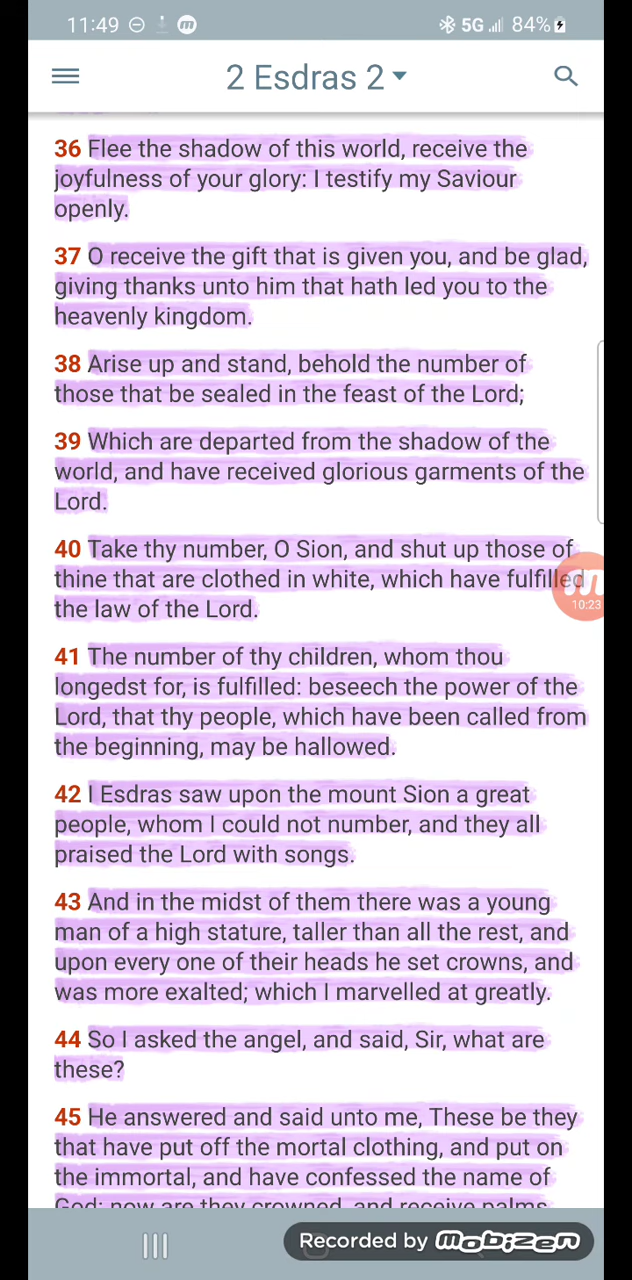 11:49 m 5G 84%
2 Esdras 2
36 Flee the shadow of this world, receive the
joyfulness of your glory: I testify my Saviour
openly.
37 O receive the gift that is given you, and be glad,
giving thanks unto him that hath led you to the
heavenly kingdom.
38 Arise up and stand, behold the number of
those that be sealed in the feast of the Lord;
39 Which are departed from the shadow of the
world, and have received glorious garments of the
Lord.
40 Take thy number, O Sion, and shut up those of
thine that are clothed in white, which have fulfilled
the law of the Lord.
m
10:23
41 The number of thy children, whom thou
longedst for, is fulfilled: beseech the power of the
Lord, that thy people, which have been called from
the beginning, may be hallowed.
42 I Esdras saw upon the mount Sion a great
people, whom I could not number, and they all
praised the Lord with songs.
43 And in the midst of them there was a young
man of a high stature, taller than all the rest, and
upon every one of their heads he set crowns, and
was more exalted; which I marvelled at greatly.
44 So I asked the angel, and said, Sir, what are
these?
45 He answered and said unto me, These be they
that have put off the mortal clothing, and put on
the immortal, and have confessed the name of
God: now are they crowned, and receive palms
Recorded by mobizen